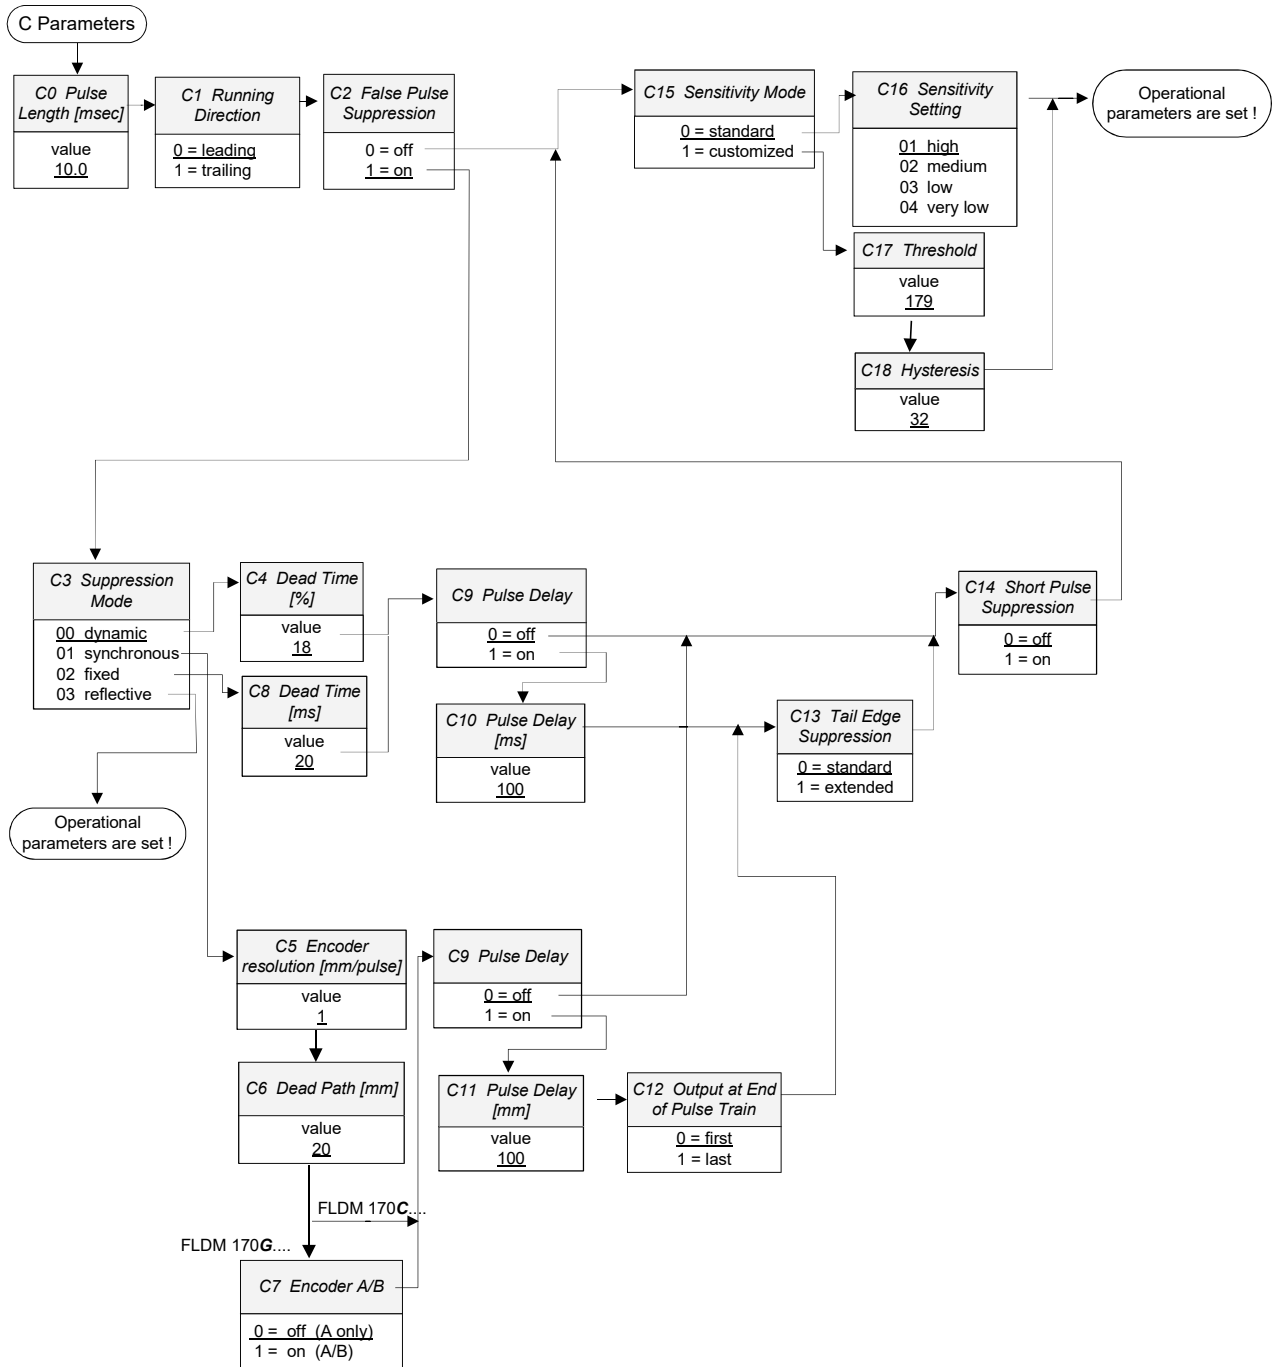 C Parameters
C0 Pulse
Length [msec]
value
10.0
C1 Running
Direction
0 = leading
1 = trailing
C2 False Pulse
Suppression
0 = off
1 = on
C15 Sensitivity Mode
0 = standard
1 = customized
C16 Sensitivity
Setting
01 high
02 medium
03 low
04 very low
Operational
parameters are set !
C17 Threshold
value
179
C18 Hysteresis
value
32
C3 Suppression
Mode
00 dynamic
01 synchronous
02 fixed
03 reflective
C4 Dead Time
[%]
value
18
C8 Dead Time
[ms]
value
20
C9 Pulse Delay
0 = off
1 = on
C10 Pulse Delay
[ms]
value
100
C13 Tail Edge
Suppression
0 = standard
1 = extended
C14 Short Pulse
Suppression
0 = off
1 = on
Operational
parameters are set !
C5 Encoder
resolution [mm/pulse]
value
1
C9 Pulse Delay
0 = off
1 = on
C6 Dead Path [mm]
value
20
C11 Pulse Delay
[mm]
value
100
C12 Output at End
of Pulse Train
0 = first
1 = last
FLDM 170C....
FLDM 170G....
C7 Encoder A/B
0 = off (A only)
1 = on (A/B)